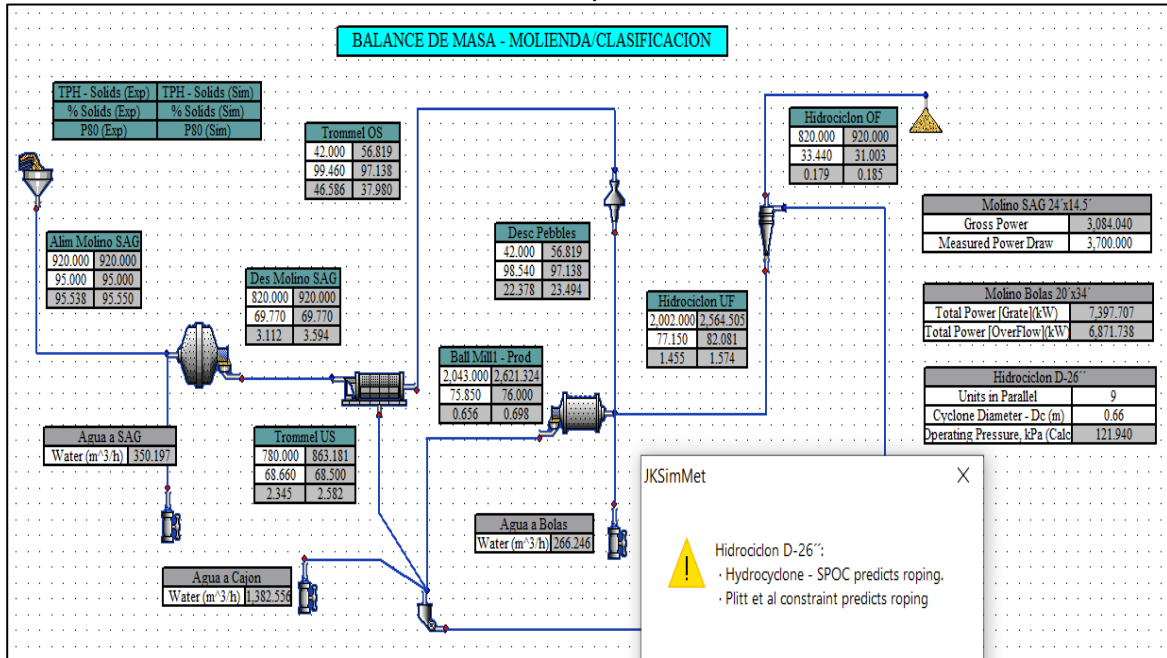 BALANCE DE MASA - MOLIENDA/CLASIFICACION
TPH - Solids (Exp) TPH - Solids (Sim)
% Solids (Exp) % Solids (Sim)
P80 (Exp) P80 (Sim)
Trommel OS
42.000 56.819
99.460 97.138
46.586 37.980
Hidrociclon OF
820.000 920.000
33.440 31.003
0.179 0.185
Alim Molino SAG
920.000 920.000
95.000 95.000
95.538 95.550
Des Molino SAG
820.000 920.000
69.770 69.770
3.112 3.594
Desc Pebbles
42.000 56.819
98.540 97.138
22.378 23.494
Hidrociclon UF
2,002.000 2,564.505
77.150 82.081
1.455 1.574
Molino SAG 24´x14.5´
Gross Power 3,084.040
Measured Power Draw 3,700.000
Molino Bolas 20´x34´
Total Power [Grate](kW) 7,397.707
Total Power [OverFlow](kW) 6,871.738
Ball Mill1 - Prod
2,043.000 2,621.324
75.850 76.000
0.656 0.698
Hidrociclon D-26´´
Units in Parallel 9
Cyclone Diameter - Dc (m) 0.66
Operating Pressure, kPa (Calc 121.940
Agua a SAG
Water (m^3/h) 350.197
Trommel US
780.000 863.181
68.660 68.500
2.345 2.582
Agua a Bolas
Water (m^3/h) 266.246
Agua a Cajon
Water (m^3/h) 1,382.556
JKSimMet
Hidrociclon D-26´´:
· Hydrocyclone - SPOC predicts roping.
· Plitt et al constraint predicts roping